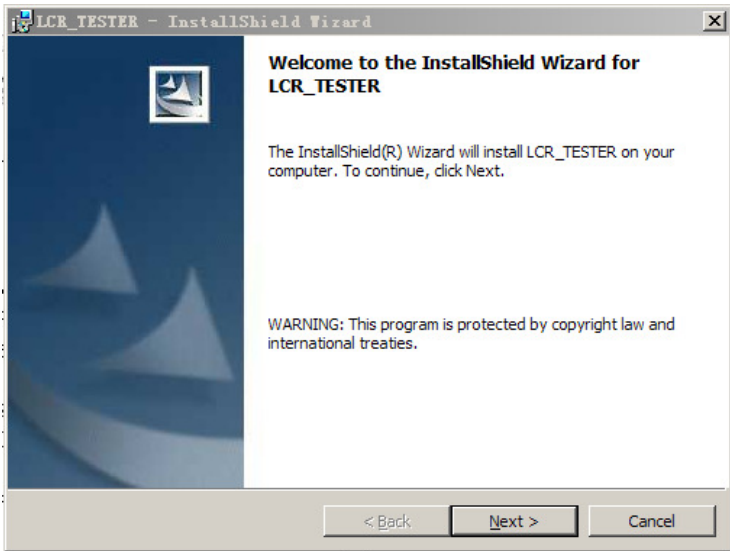 LCR_TESTER - InstallShield Wizard
Welcome to the InstallShield Wizard for
LCR_TESTER
The InstallShield(R) Wizard will install LCR_TESTER on your
computer. To continue, click Next.
WARNING: This program is protected by copyright law and
international treaties.
< Back
Next >
Cancel